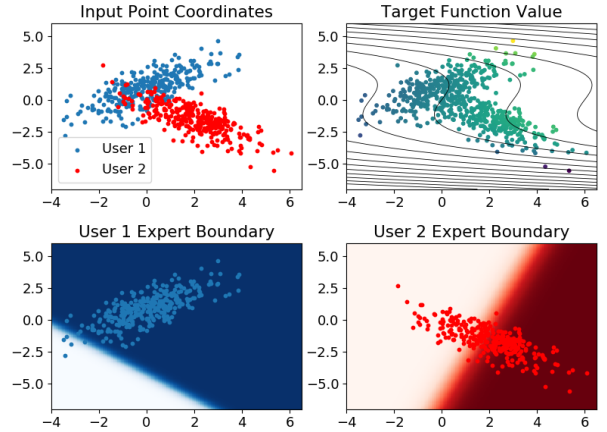 Input Point Coordinates
Target Function Value
5.0
2.5
0.0
−2.5
−5.0
User 1
User 2
−4 −2 0 2 4 6
5.0
2.5
0.0
−2.5
−5.0
−4 −2 0 2 4 6
User 1 Expert Boundary
User 2 Expert Boundary
5.0
2.5
0.0
−2.5
−5.0
−4 −2 0 2 4 6
5.0
2.5
0.0
−2.5
−5.0
−4 −2 0 2 4 6